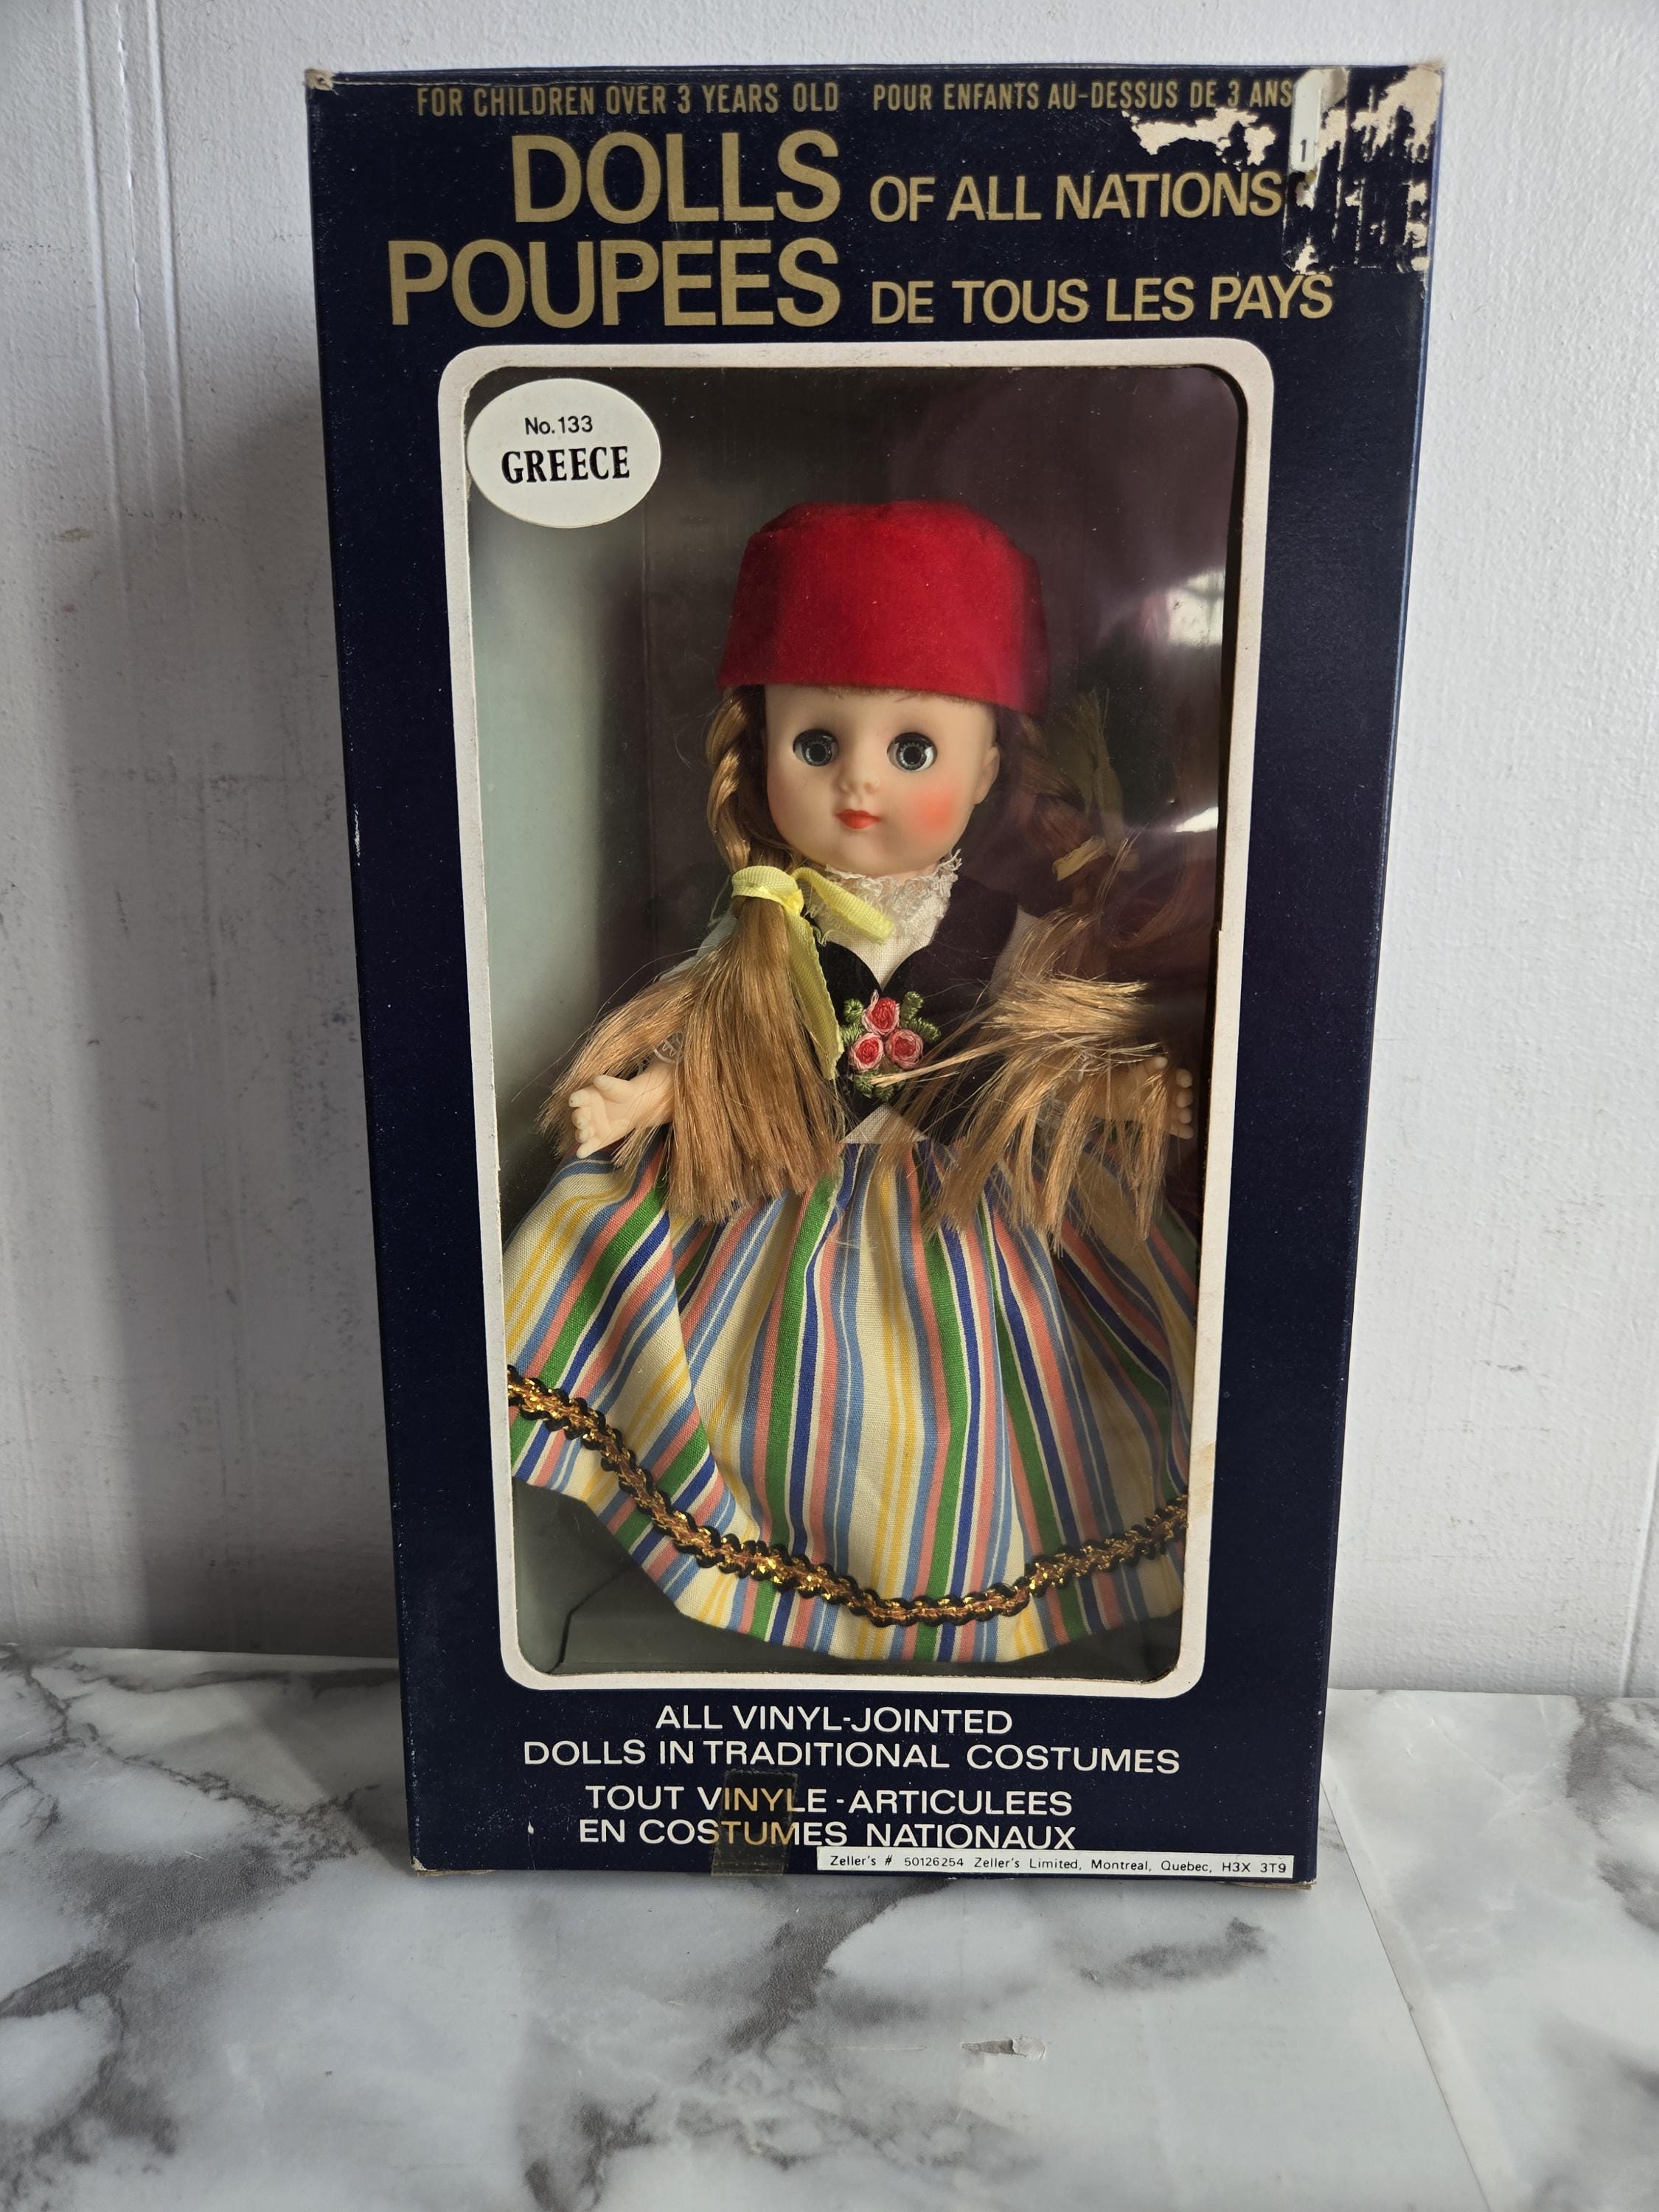 FOR CHILDREN OVER 3 YEARS OLD POUR ENFANTS AU-DESSUS DE 3 ANS
DOLLS OF ALL NATIONS
POUPEES DE TOUS LES PAYS
No.133
GREECE
ALL VINYL-JOINTED
DOLLS IN TRADITIONAL COSTUMES
TOUT VINYLE-ARTICULEES
EN COSTUMES NATIONAUX
Zeller's # 50126254 Zeller's Limited, Montreal, Quebec, H3X 3T9